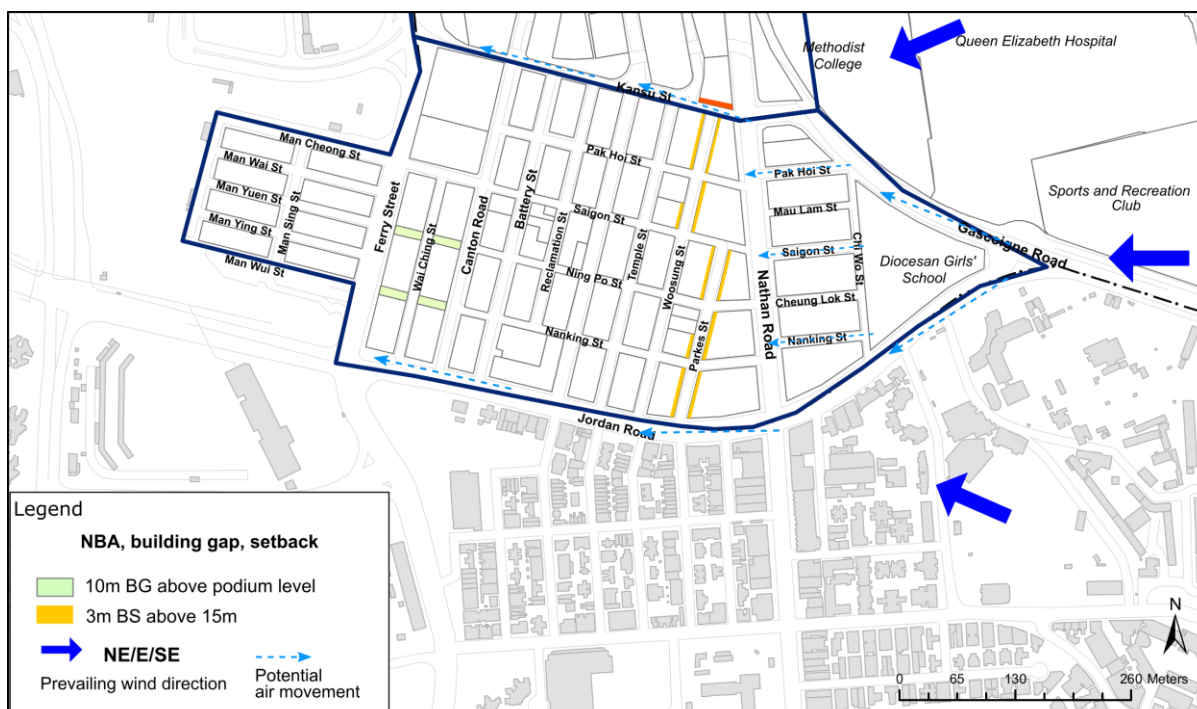 Methodist
College
Queen Elizabeth Hospital
Kansu St
Man Cheong St
Man Wai St
Man Yuen St
Man Ying St
Man Sing St
Man Wui St
Ferry Street
Wai Ching St
Canton Road
Battery St
Pak Hoi St
Saigon St
Reclamation St
Ning Po St
Temple St
Woosung St
Nanking St
Parkes St
Nathan Road
Pak Hoi St
Mau Lam St
Saigon St
Chi Wo St
Cheung Lok St
Nanking St
Diocesan Girls'
School
Gascoigne Road
Sports and Recreation
Club
Jordan Road
Legend
NBA, building gap, setback
10m BG above podium level
3m BS above 15m
NE/E/SE
Prevailing wind direction
Potential
air movement
N
0 65 130 260 Meters